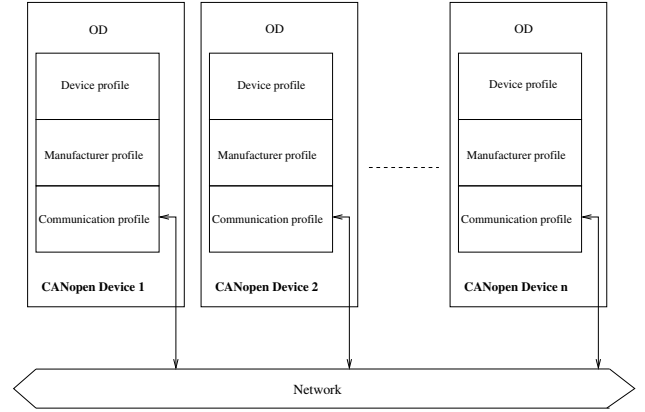 OD
Device profile
Manufacturer profile
Communication profile
CANopen Device 1
OD
Device profile
Manufacturer profile
Communication profile
CANopen Device 2
OD
Device profile
Manufacturer profile
Communication profile
CANopen Device n
Network